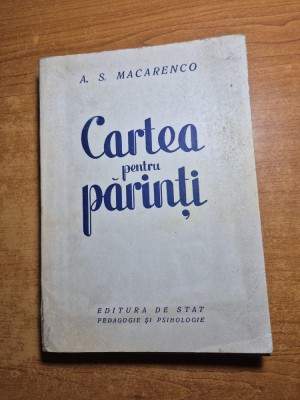 A. S. MACARENCO
Cartea
pentru
părinți
EDITURA DE STAT
PEDAGOGIE ȘI PSIHOLOGIE